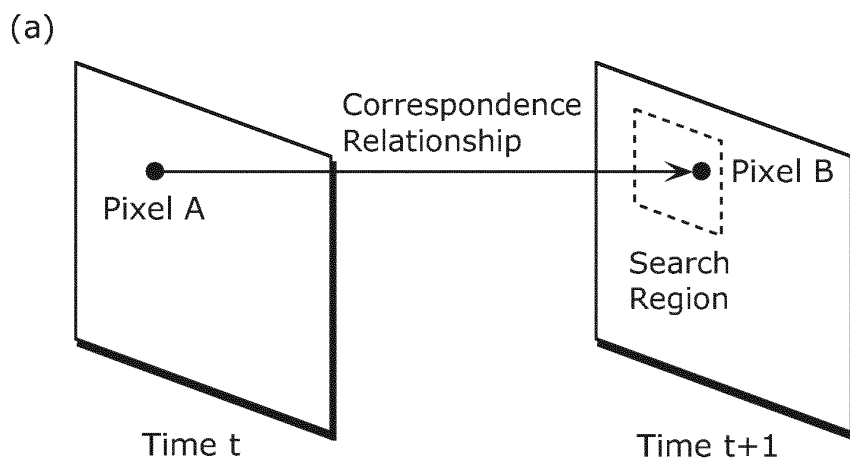 (a)
Correspondence
Relationship
Pixel A
Pixel B
Search
Region
Time t
Time t+1